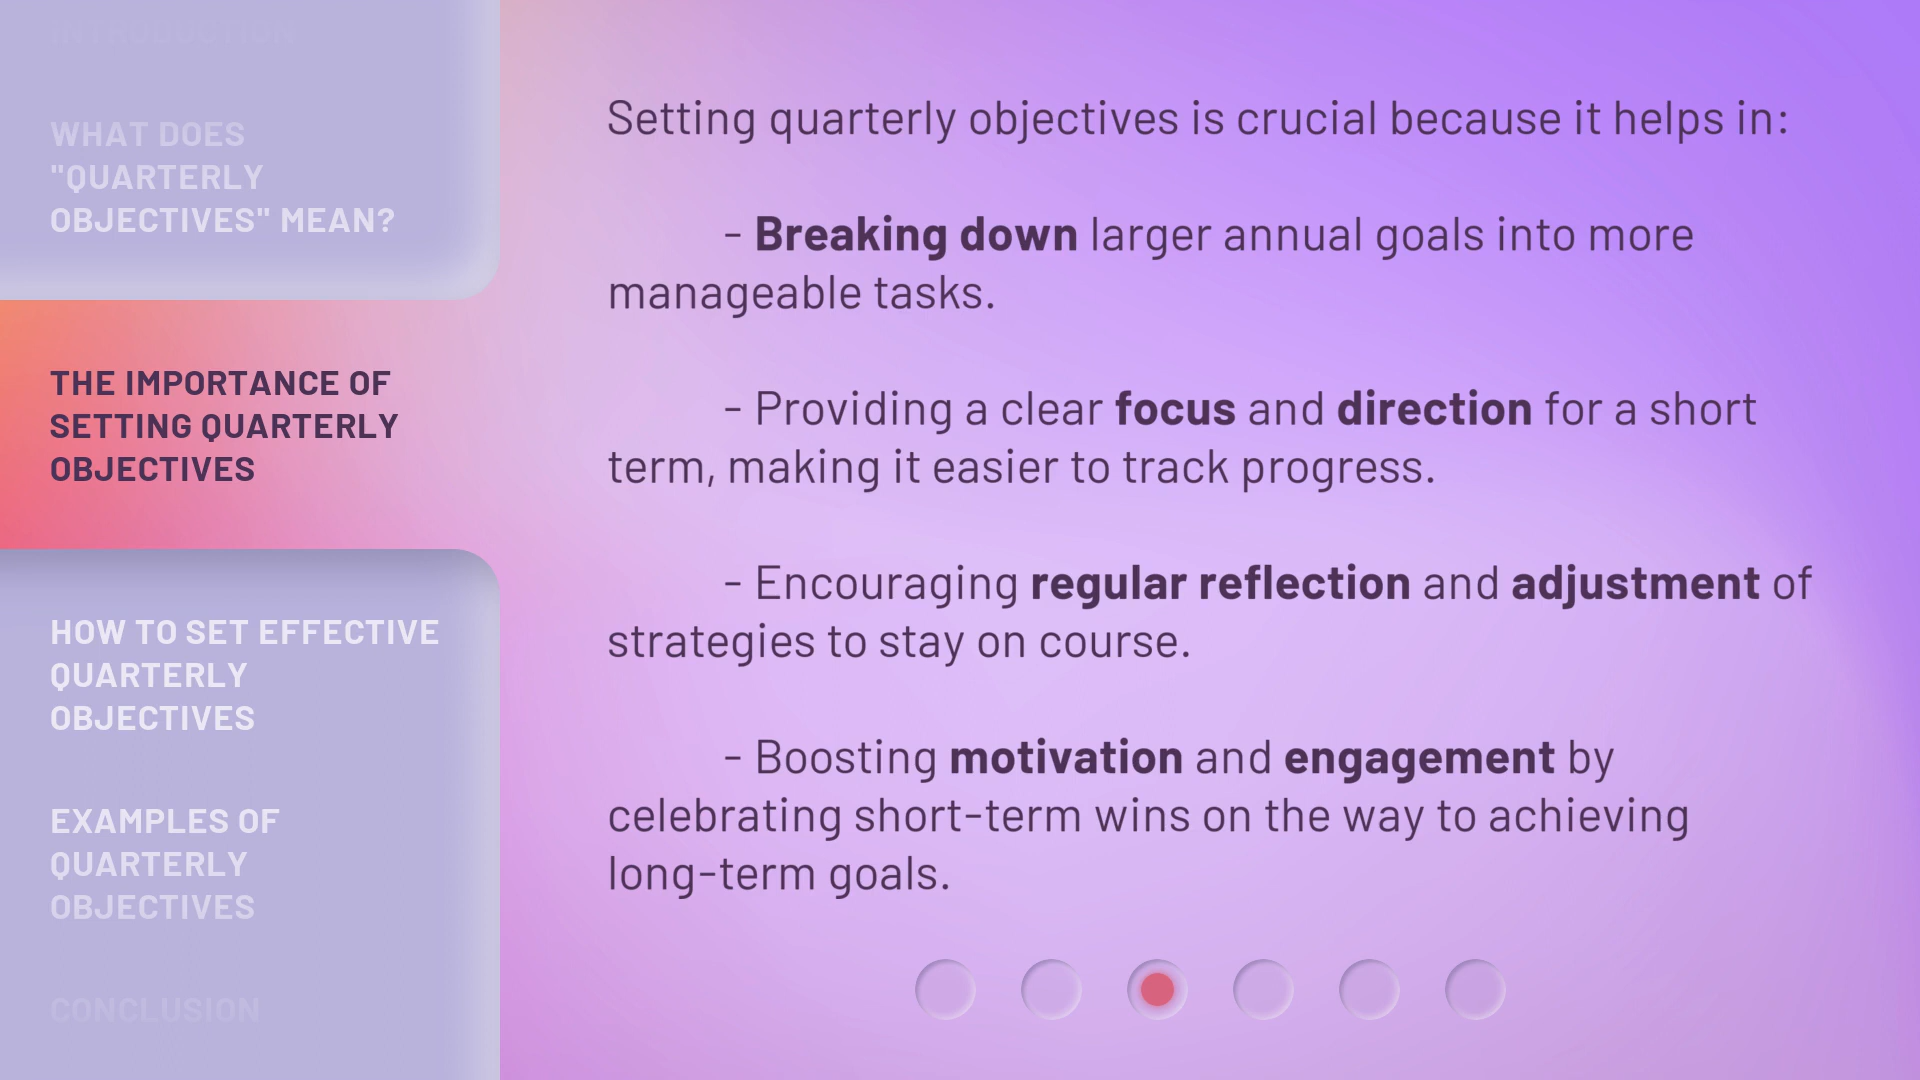 INTRODUCTION
WHAT DOES
"QUARTERLY
OBJECTIVES" MEAN?
THE IMPORTANCE OF
SETTING QUARTERLY
OBJECTIVES
HOW TO SET EFFECTIVE
QUARTERLY
OBJECTIVES
EXAMPLES OF
QUARTERLY
OBJECTIVES
CONCLUSION
Setting quarterly objectives is crucial because it helps in:
- Breaking down larger annual goals into more
manageable tasks.
- Providing a clear focus and direction for a short
term, making it easier to track progress.
- Encouraging regular reflection and adjustment of
strategies to stay on course.
- Boosting motivation and engagement by
celebrating short-term wins on the way to achieving
long-term goals.